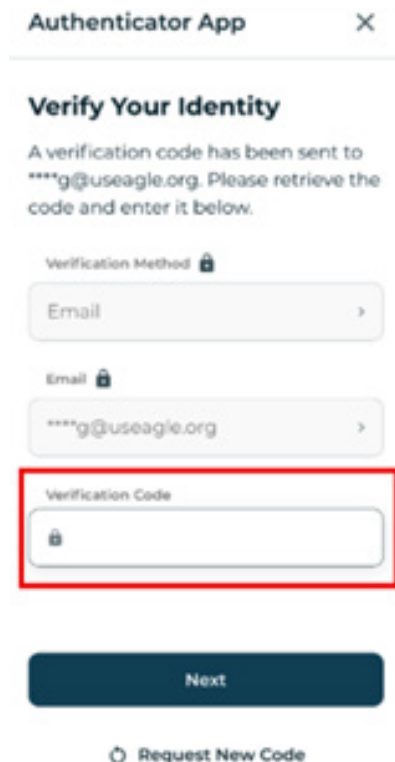 Authenticator App
Verify Your Identity
A verification code has been sent to
****g@useagle.org. Please retrieve the
code and enter it below.
Verification Method
Email
Email
****g@useagle.org
Verification Code
Next
Request New Code